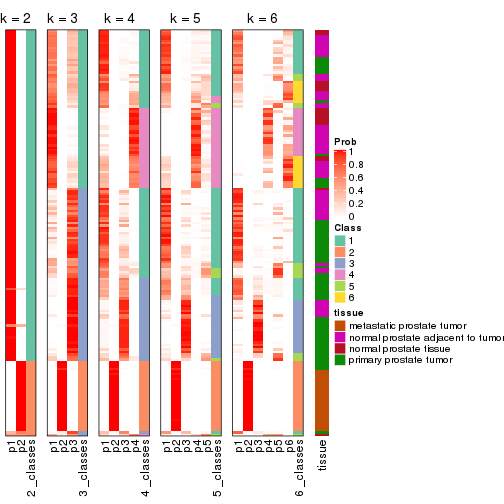 k = 2
k = 3
k = 4
k = 5
k = 6
Prob
1
0.8
0.6
0.4
0.2
0
Class
1
2
3
4
5
6
tissue
metastatic prostate tumor
normal prostate adjacent to tumor
normal prostate tissue
primary prostate tumor
p1
p2
2_classes
p1
p2
p3
3_classes
p1
p2
p3
p4
4_classes
p1
p2
p3
p4
p5
5_classes
p1
p2
p3
p4
p5
p6
6_classes
tissue